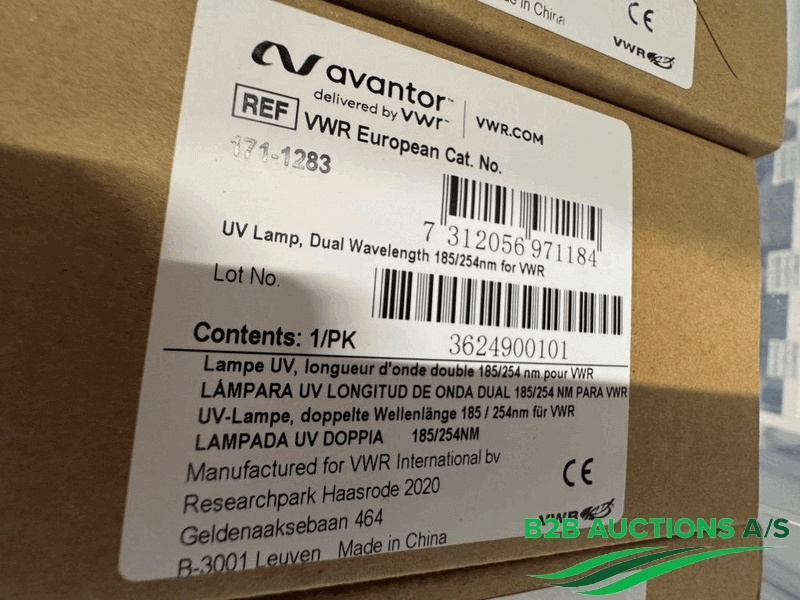 e in China
CE
VWR
avantor™
delivered by vwr™
VWR.COM
REF VWR European Cat. No.
171-1283
7 312056 971184
UV Lamp, Dual Wavelength 185/254nm for VWR
Lot No.
3624900101
Contents: 1/PK
Lampe UV, longueur d'onde double 185/254 nm pour VWR
LÁMPARA UV LONGITUD DE ONDA DUAL 185/254 NM PARA VWR
UV-Lampe, doppelte Wellenlänge 185 / 254nm für VWR
LAMPADA UV DOPPIA 185/254NM
Manufactured for VWR International bv
Researchpark Haasrode 2020
Geldenaaksebaan 464
B-3001 Leuven Made in China
CE
VWR
B2B AUCTIONS A/S